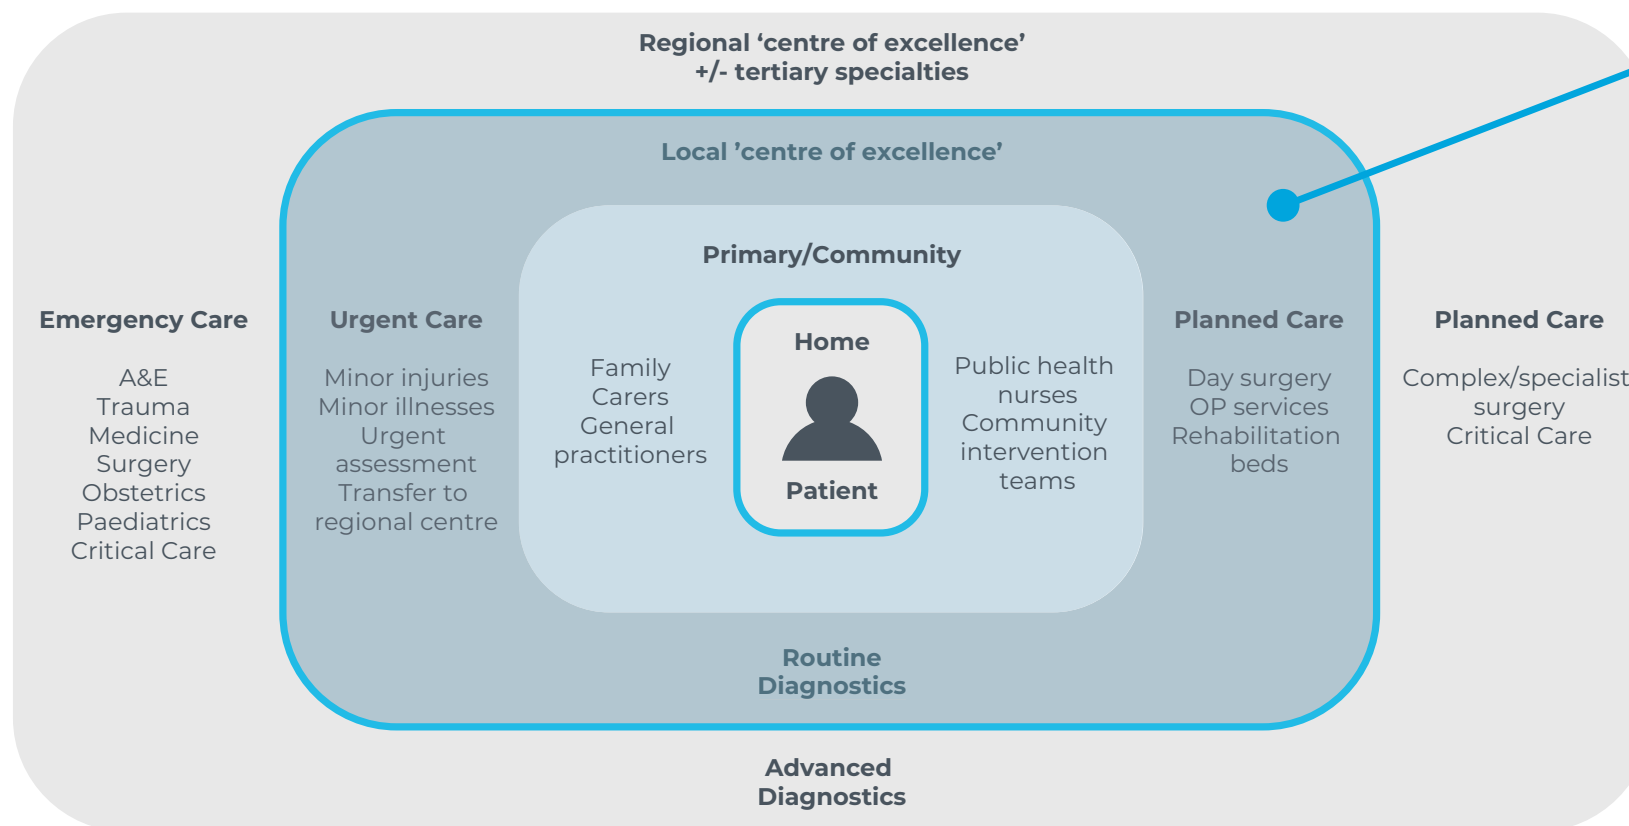 Regional ‘centre of excellence’
+/- tertiary specialties
Local ’centre of excellence’
Primary/Community
Emergency Care
A&E
Trauma
Medicine
Surgery
Obstetrics
Paediatrics
Critical Care
Urgent Care
Minor injuries
Minor illnesses
Urgent
assessment
Transfer to
regional centre
Family
Carers
General
practitioners
Home
Patient
Public health
nurses
Community
intervention
teams
Planned Care
Day surgery
OP services
Rehabilitation
beds
Planned Care
Complex/specialist
surgery
Critical Care
Routine
Diagnostics
Advanced
Diagnostics